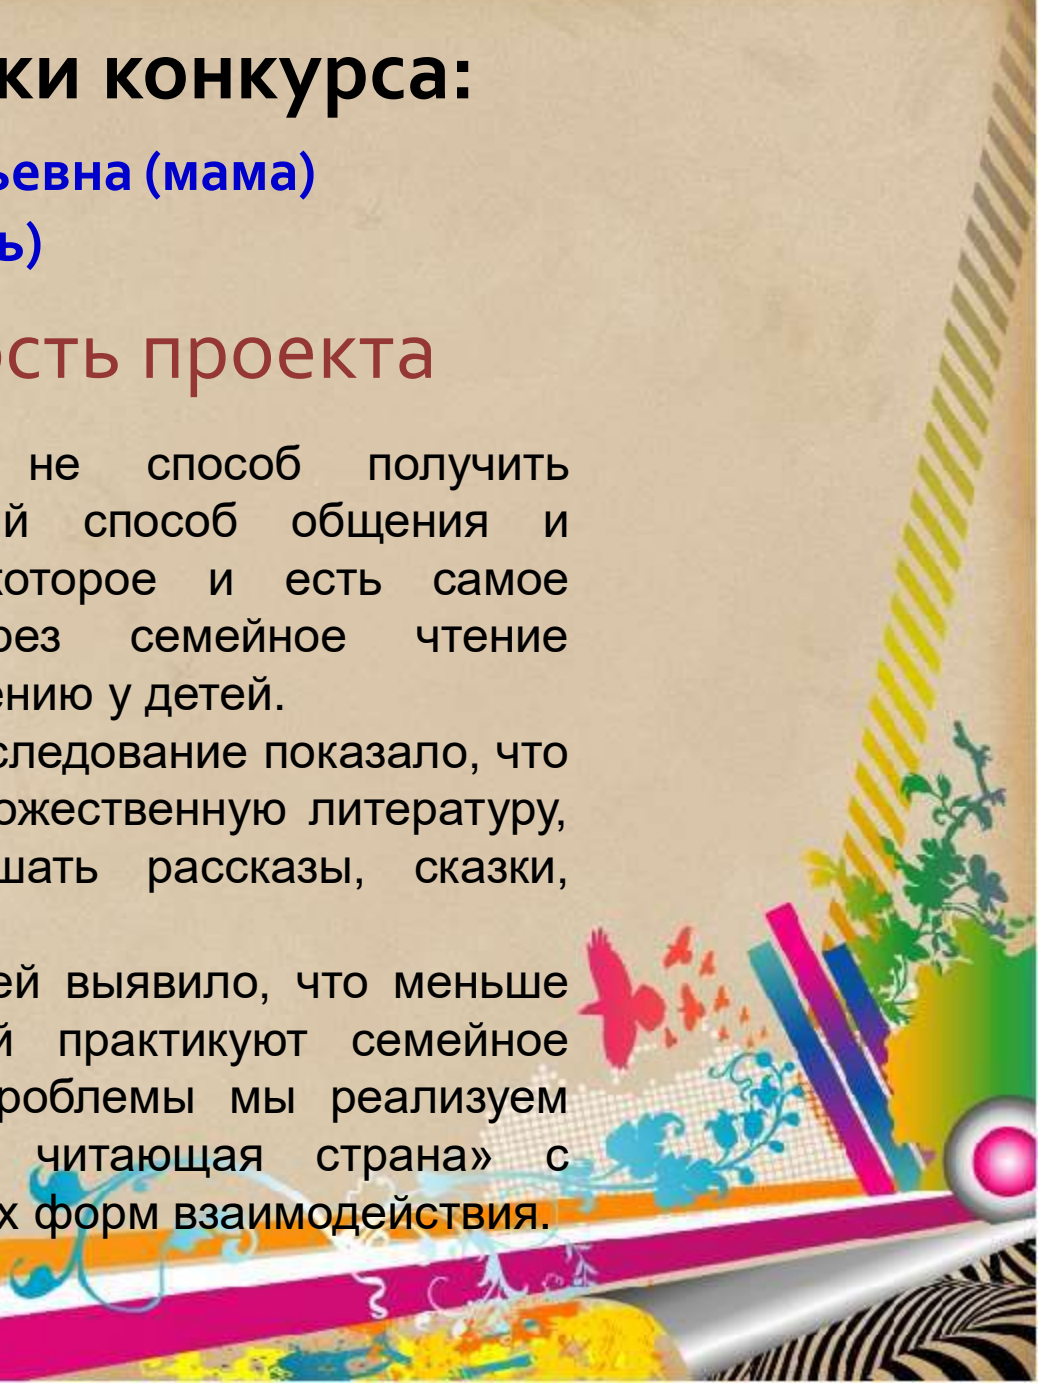 ки конкурса:
ьевна (мама)
ь)
ость проекта
не способ получить
й способ общения и
которое и есть самое
рез семейное чтение
ению у детей.
следование показало, что
ожественную литературу,
шать рассказы, сказки,
ей выявило, что меньше
й практикуют семейное
роблемы мы реализуем
читающая страна» с
х форм взаимодействия.